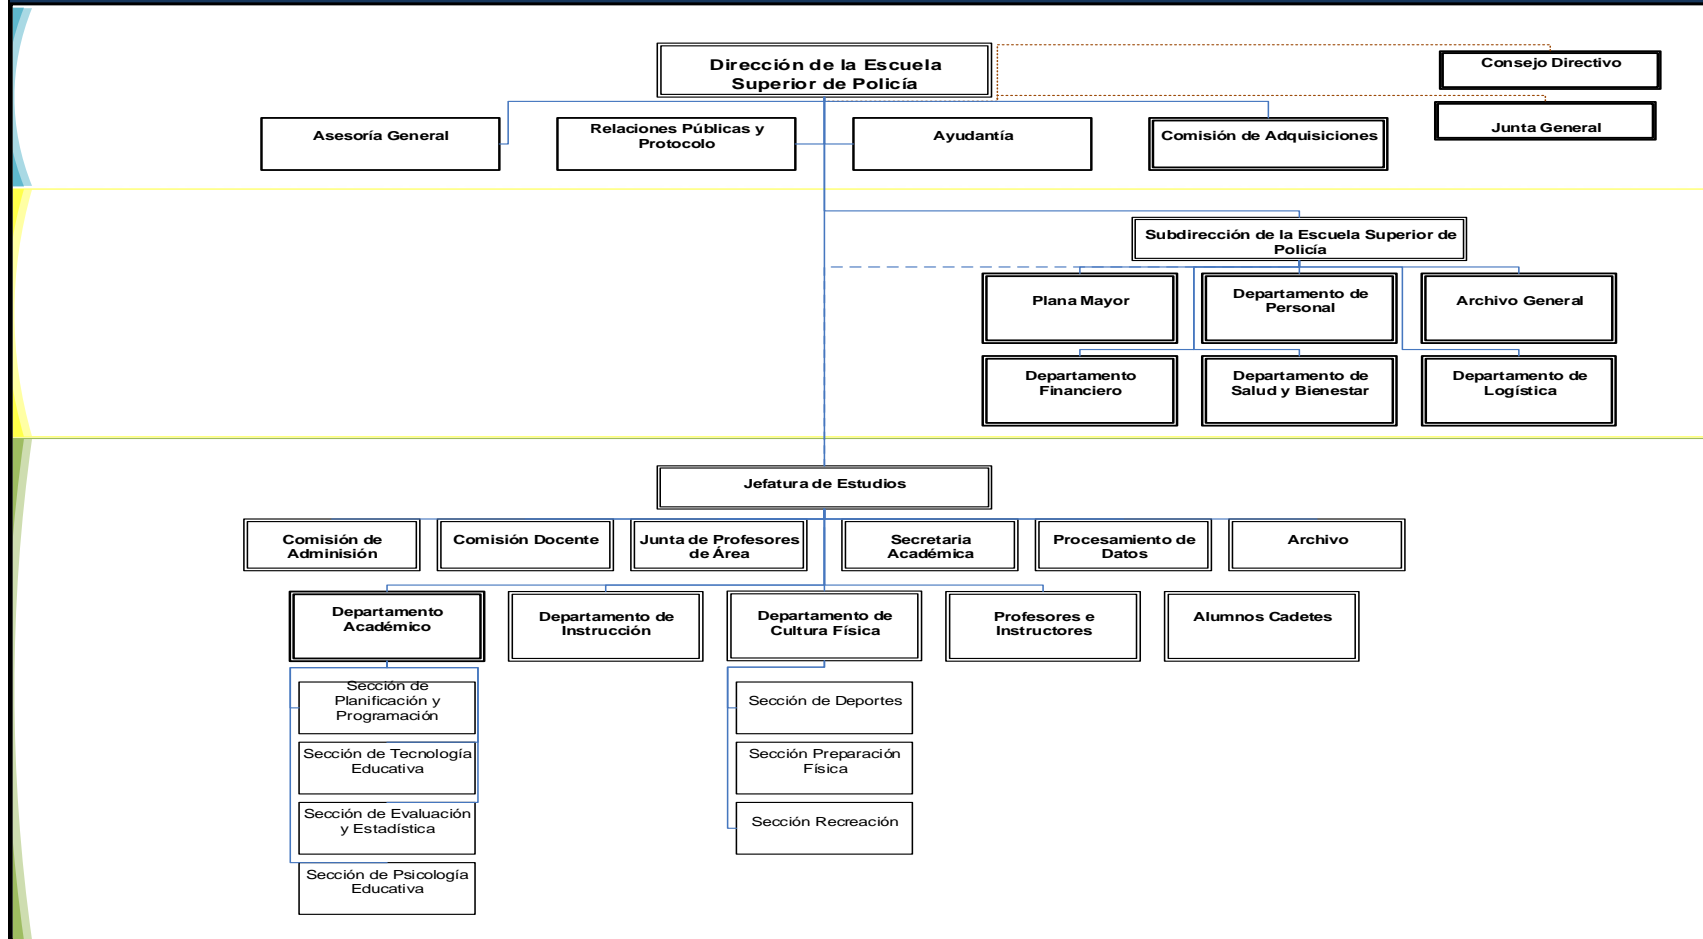 Dirección de la Escuela
Superior de Policía
Consejo Directivo
Junta General
Asesoría General
Relaciones Públicas y
Protocolo
Ayudantía
Comisión de Adquisiciones
Subdirección de la Escuela Superior de
Policía
Plana Mayor
Departamento de
Personal
Archivo General
Departamento
Financiero
Departamento de
Salud y Bienestar
Departamento de
Logística
Jefatura de Estudios
Comisión de
Adminisión
Comisión Docente
Junta de Profesores
de Área
Secretaria
Académica
Procesamiento de
Datos
Archivo
Departamento
Académico
Departamento de
Instrucción
Departamento de
Cultura Física
Profesores e
Instructores
Alumnos Cadetes
Sección de
Planificación y
Programación
Sección de Tecnología
Educativa
Sección de Evaluación
y Estadística
Sección de Psicología
Educativa
Sección de Deportes
Sección Preparación
Física
Sección Recreación